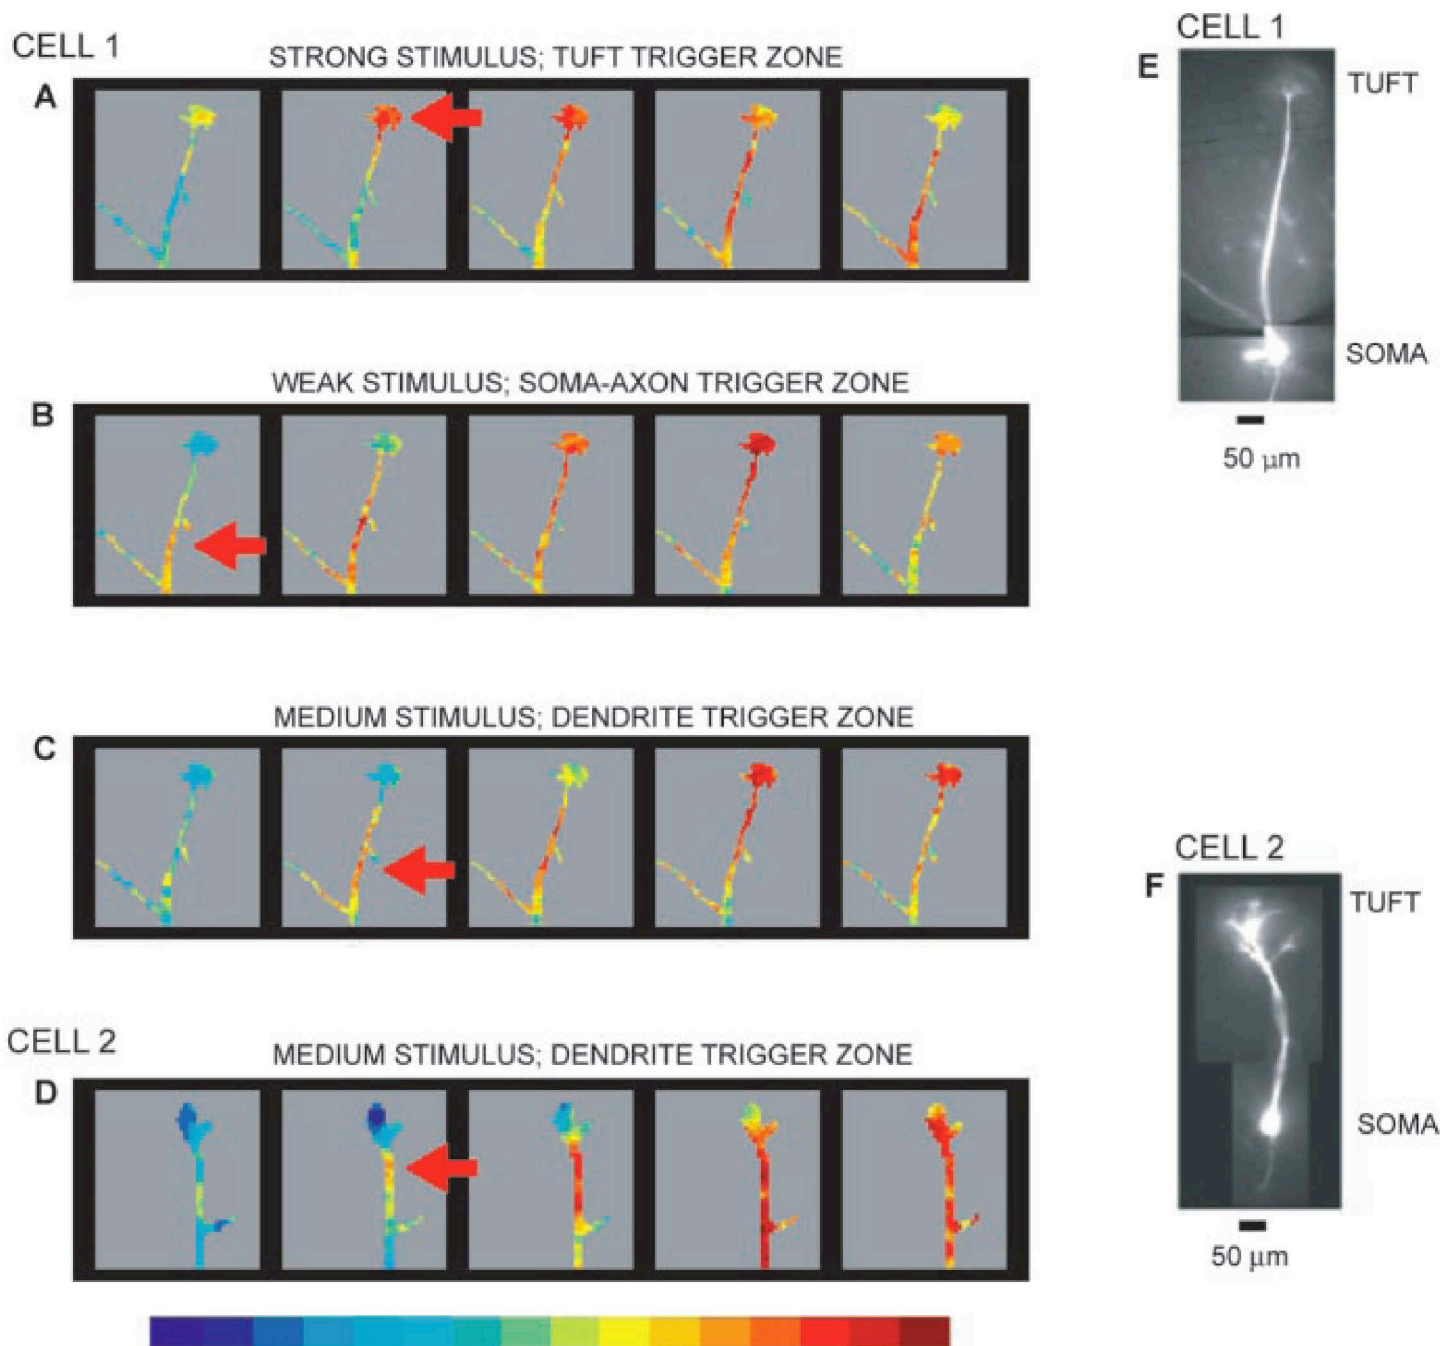 CELL 1
STRONG STIMULUS; TUFT TRIGGER ZONE
A
WEAK STIMULUS; SOMA-AXON TRIGGER ZONE
B
MEDIUM STIMULUS; DENDRITE TRIGGER ZONE
C
CELL 2
MEDIUM STIMULUS; DENDRITE TRIGGER ZONE
D
CELL 1
E
TUFT
SOMA
50 μm
CELL 2
F
TUFT
SOMA
50 μm